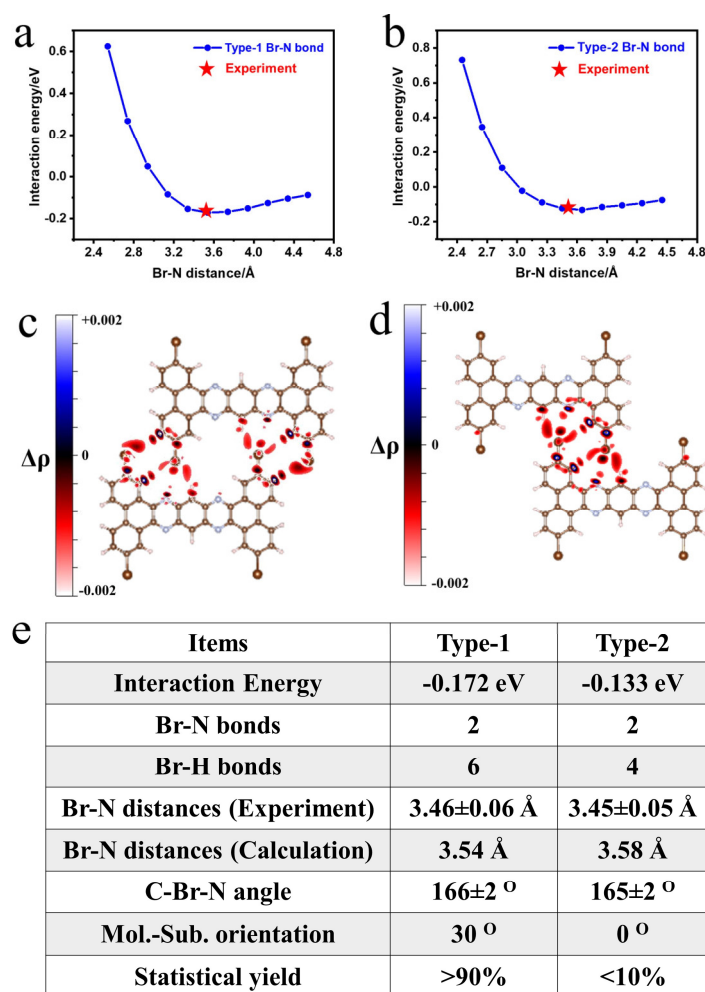 a
Interaction energy/eV
0.6
0.4
0.2
0.0
-0.2
Type-1 Br-N bond
Experiment
2.4 3.0 3.6 4.2 4.8
Br-N distance/Å
b
Interaction energy/eV
0.8
0.6
0.4
0.2
0.0
-0.2
Type-2 Br-N bond
Experiment
2.4 2.7 3.0 3.3 3.6 3.9 4.2 4.5 4.8
Br-N distance/Å
c
+0.002
Δρ 0
-0.002
d
+0.002
Δρ 0
-0.002
e
Items Type-1 Type-2
Interaction Energy -0.172 eV -0.133 eV
Br-N bonds 2 2
Br-H bonds 6 4
Br-N distances (Experiment) 3.46±0.06 Å 3.45±0.05 Å
Br-N distances (Calculation) 3.54 Å 3.58 Å
C-Br-N angle 166±2 O 165±2 O
Mol.-Sub. orientation 30 O 0 O
Statistical yield >90% <10%